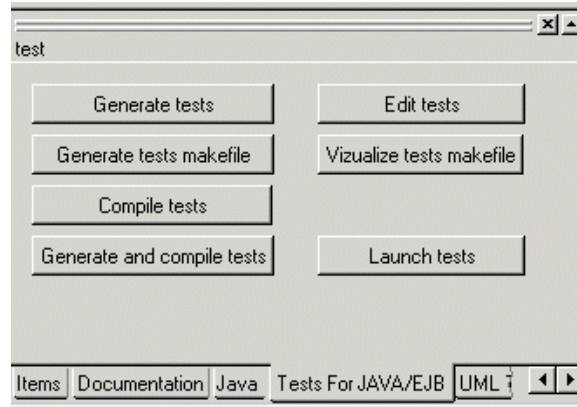 test
Generate tests Edit tests
Generate tests makefile Vizualize tests makefile
Compile tests
Generate and compile tests Launch tests
Items Documentation Java Tests For JAVA/EJB UML